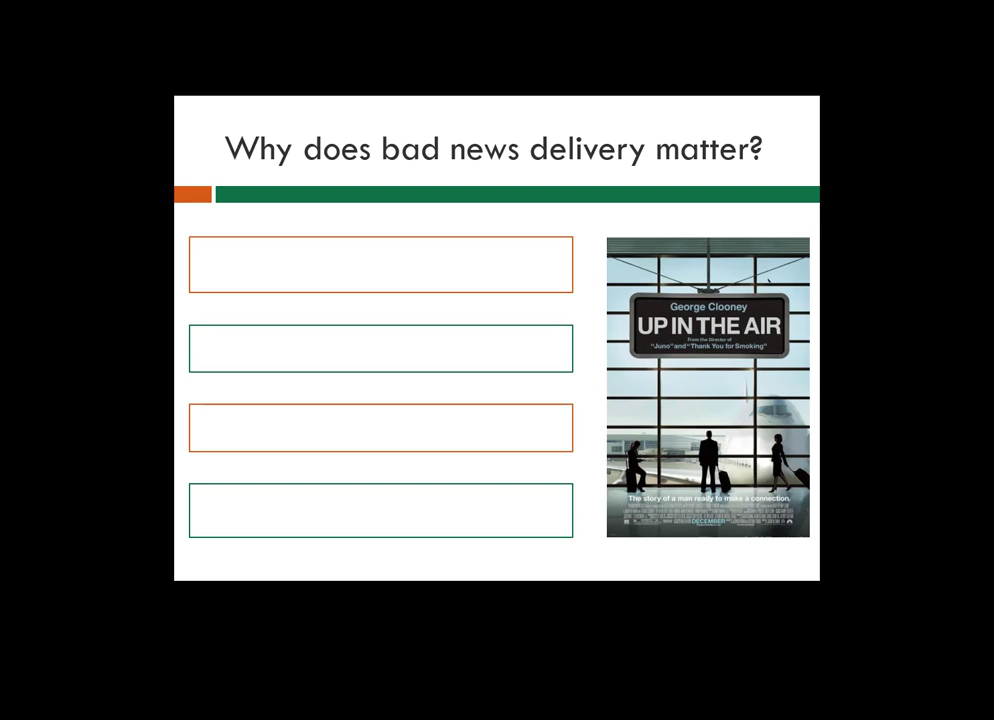 Why does bad news delivery matter?
George Clooney
UP IN THE AIR
From the Director of
"Juno" and "Thank You for Smoking"
The story of a man ready to make a connection.
DECEMBER